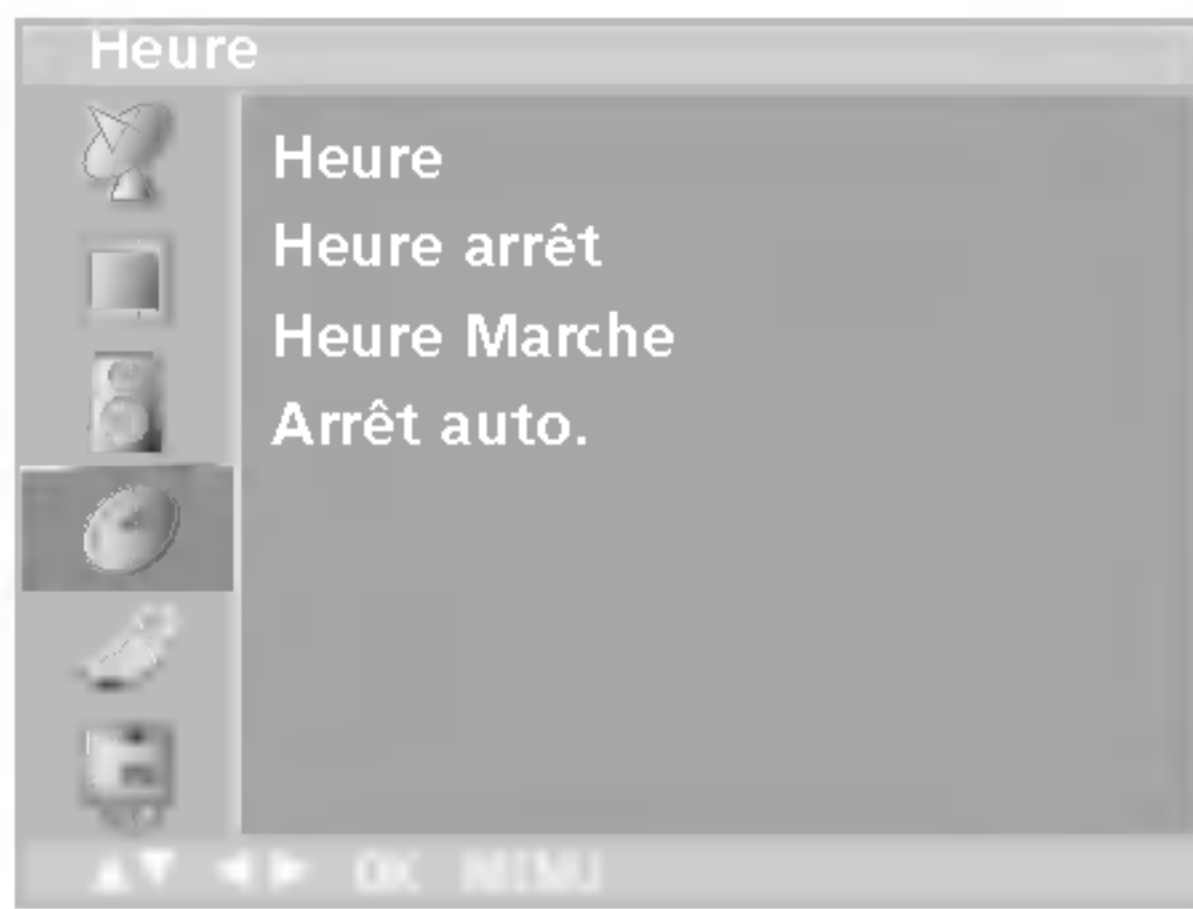 Heure
Heure
Heure arrêt
Heure Marche
Arrêt auto.
▲▼ ◀▶ OK MENU